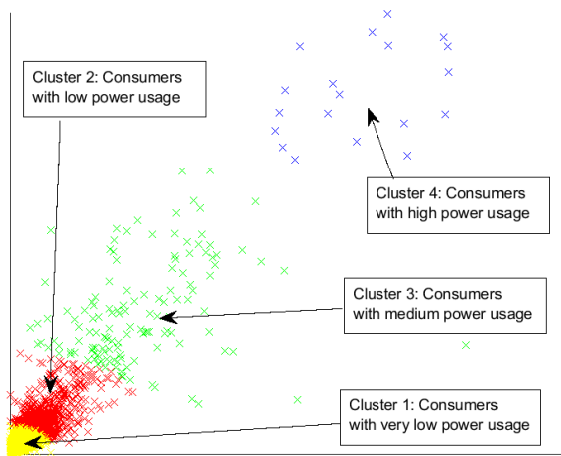 Cluster 2: Consumers
with low power usage
Cluster 4: Consumers
with high power usage
Cluster 3: Consumers
with medium power usage
Cluster 1: Consumers
with very low power usage